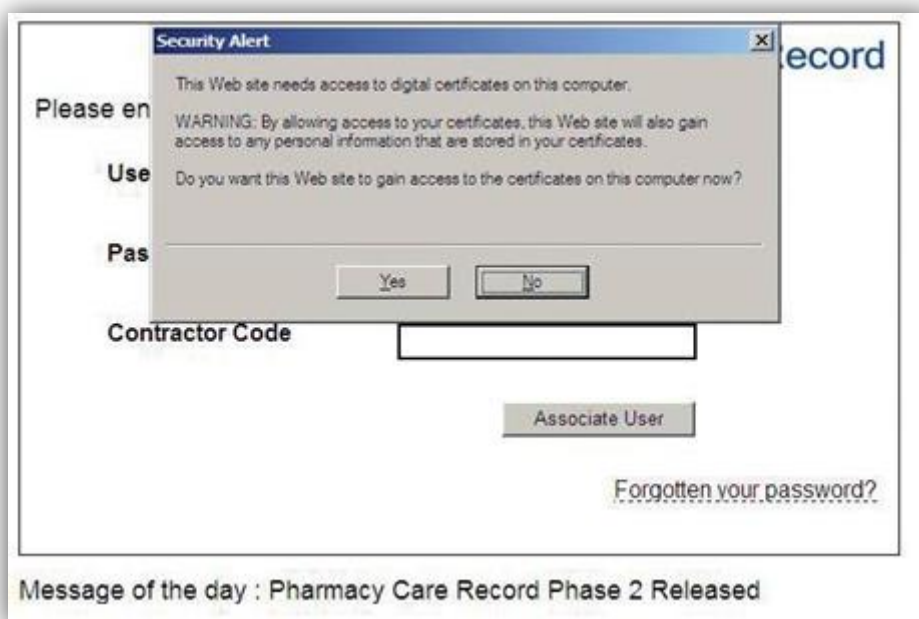 Security Alert
ecord
This Web site needs access to digital certificates on this computer.
Please en
WARNING: By allowing access to your certificates, this Web site will also gain
access to any personal information that are stored in your certificates.
Use
Do you want this Web site to gain access to the certificates on this computer now?
Pas
Yes
No
Contractor Code
Associate User
Forgotten your password?
Message of the day : Pharmacy Care Record Phase 2 Released